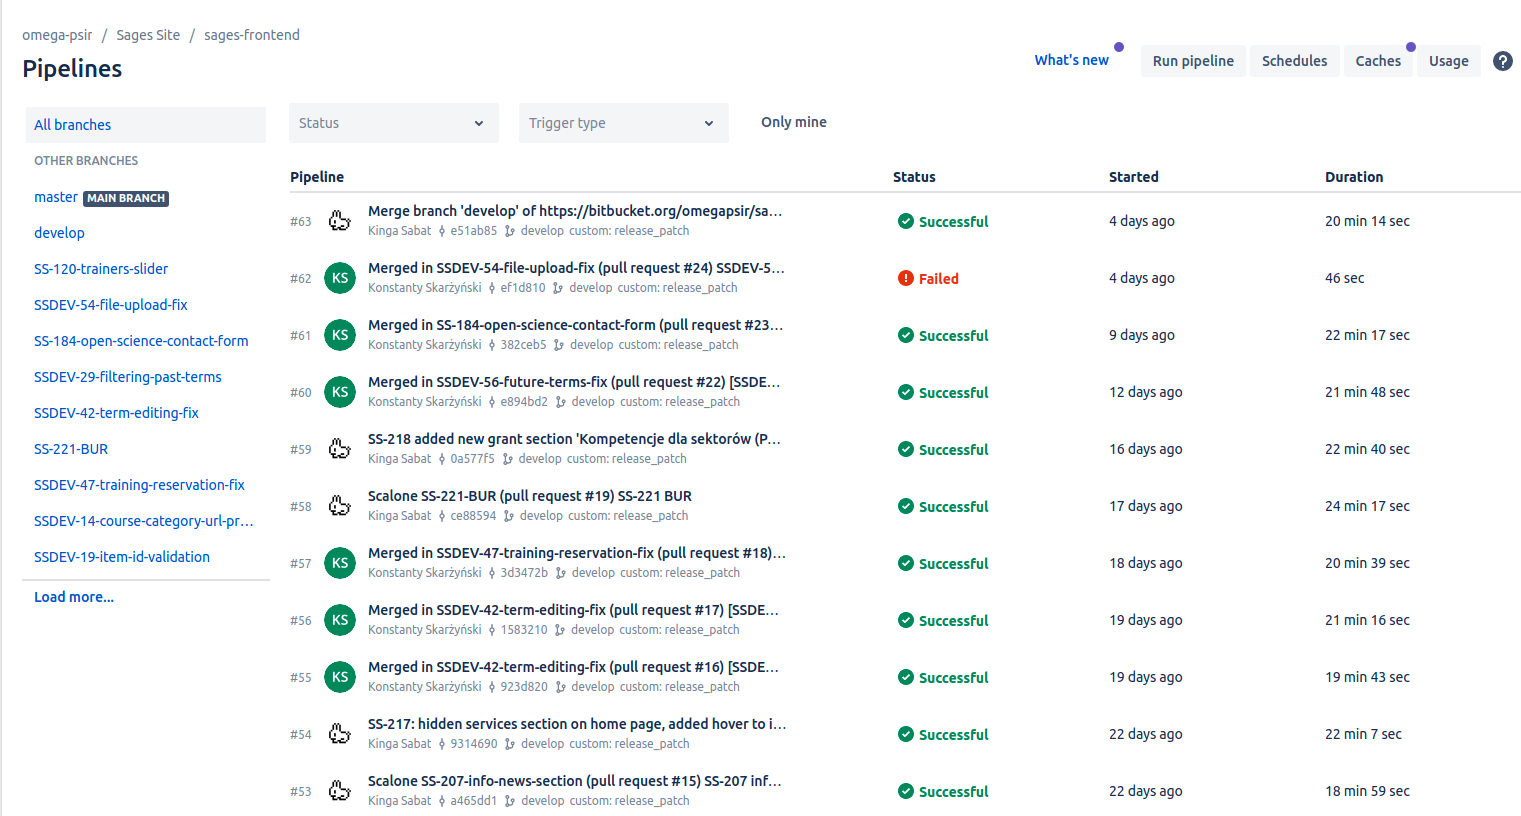 omega-psir / Sages Site / sages-frontend
Pipelines
What's new
Run pipeline
Schedules
Caches
Usage
?
All branches
OTHER BRANCHES
master MAIN BRANCH
develop
SS-120-trainers-slider
SSDEV-54-file-upload-fix
SS-184-open-science-contact-form
SSDEV-29-filtering-past-terms
SSDEV-42-term-editing-fix
SS-221-BUR
SSDEV-47-training-reservation-fix
SSDEV-14-course-category-url-pr...
SSDEV-19-item-id-validation
Load more...
Status
Trigger type
Only mine
Pipeline Status Started Duration
#63 Merge branch 'develop' of https://bitbucket.org/omegapsir/sa... Successful 4 days ago 20 min 14 sec
Kinga Sabat e51ab85 develop custom: release_patch
#62 KS Merged in SSDEV-54-file-upload-fix (pull request #24) SSDEV-5... Failed 4 days ago 46 sec
Konstanty Skarżyński ef1d810 develop custom: release_patch
#61 KS Merged in SS-184-open-science-contact-form (pull request #23... Successful 9 days ago 22 min 17 sec
Konstanty Skarżyński 382ceb5 develop custom: release_patch
#60 KS Merged in SSDEV-56-future-terms-fix (pull request #22) [SSDE... Successful 12 days ago 21 min 48 sec
Konstanty Skarżyński e894bd2 develop custom: release_patch
#59 SS-218 added new grant section 'Kompetencje dla sektorów (P... Successful 16 days ago 22 min 40 sec
Kinga Sabat 0a577f5 develop custom: release_patch
#58 Scalone SS-221-BUR (pull request #19) SS-221 BUR Successful 17 days ago 24 min 17 sec
Kinga Sabat ce88594 develop custom: release_patch
#57 KS Merged in SSDEV-47-training-reservation-fix (pull request #18)... Successful 18 days ago 20 min 39 sec
Konstanty Skarżyński 3d3472b develop custom: release_patch
#56 KS Merged in SSDEV-42-term-editing-fix (pull request #17) [SSDE... Successful 19 days ago 21 min 16 sec
Konstanty Skarżyński 1583210 develop custom: release_patch
#55 KS Merged in SSDEV-42-term-editing-fix (pull request #16) [SSDE... Successful 19 days ago 19 min 43 sec
Konstanty Skarżyński 923d820 develop custom: release_patch
#54 SS-217: hidden services section on home page, added hover to i... Successful 22 days ago 22 min 7 sec
Kinga Sabat 9314690 develop custom: release_patch
#53 Scalone SS-207-info-news-section (pull request #15) SS-207 inf... Successful 22 days ago 18 min 59 sec
Kinga Sabat a465dd1 develop custom: release_patch